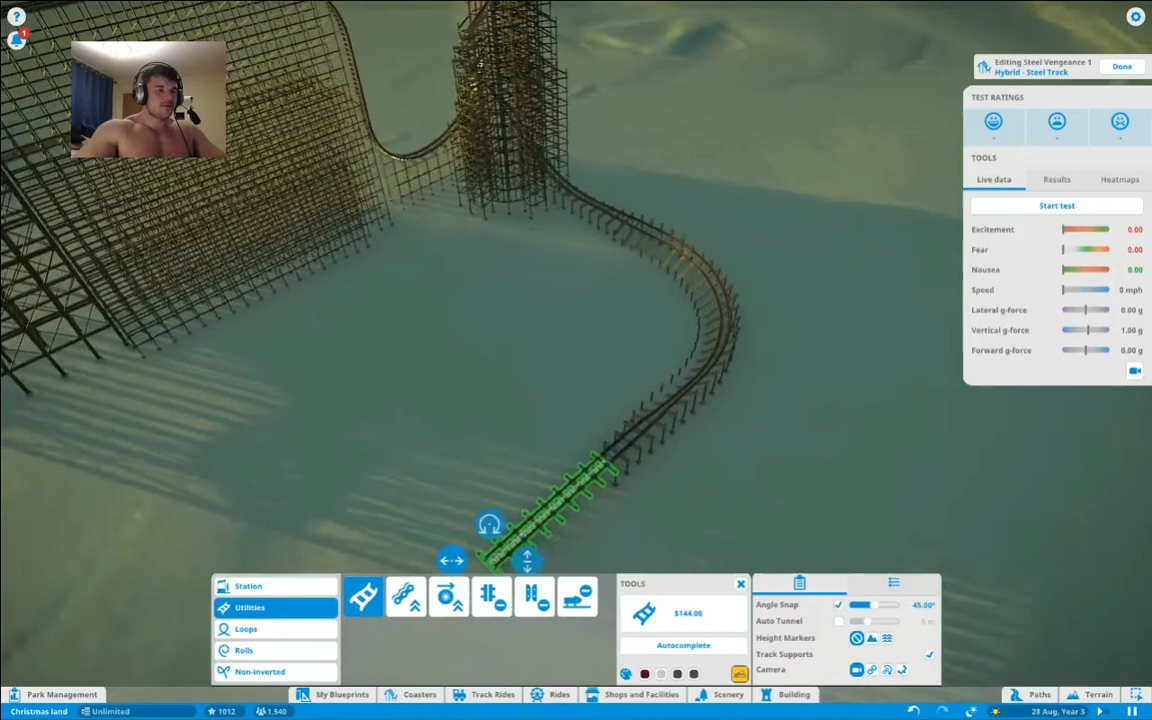 ?
1
Editing Steel Vengeance 1
Hybrid - Steel Track
Done
TEST RATINGS
- - -
TOOLS
Live data Results Heatmaps
Start test
Excitement 0.00
Fear 0.00
Nausea 0.00
Speed 0 mph
Lateral g-force 0.00 g
Vertical g-force 1.00 g
Forward g-force 0.00 g
Station
Utilities
Loops
Rolls
Non-inverted
TOOLS
$144.00
Autocomplete
Angle Snap 45.00°
Auto Tunnel 5 m
Height Markers
Track Supports
Camera
Park Management My Blueprints Coasters Track Rides Rides Shops and Facilities Scenery Building Paths Terrain
Christmas land Unlimited 1012 1,540 28 Aug, Year 3